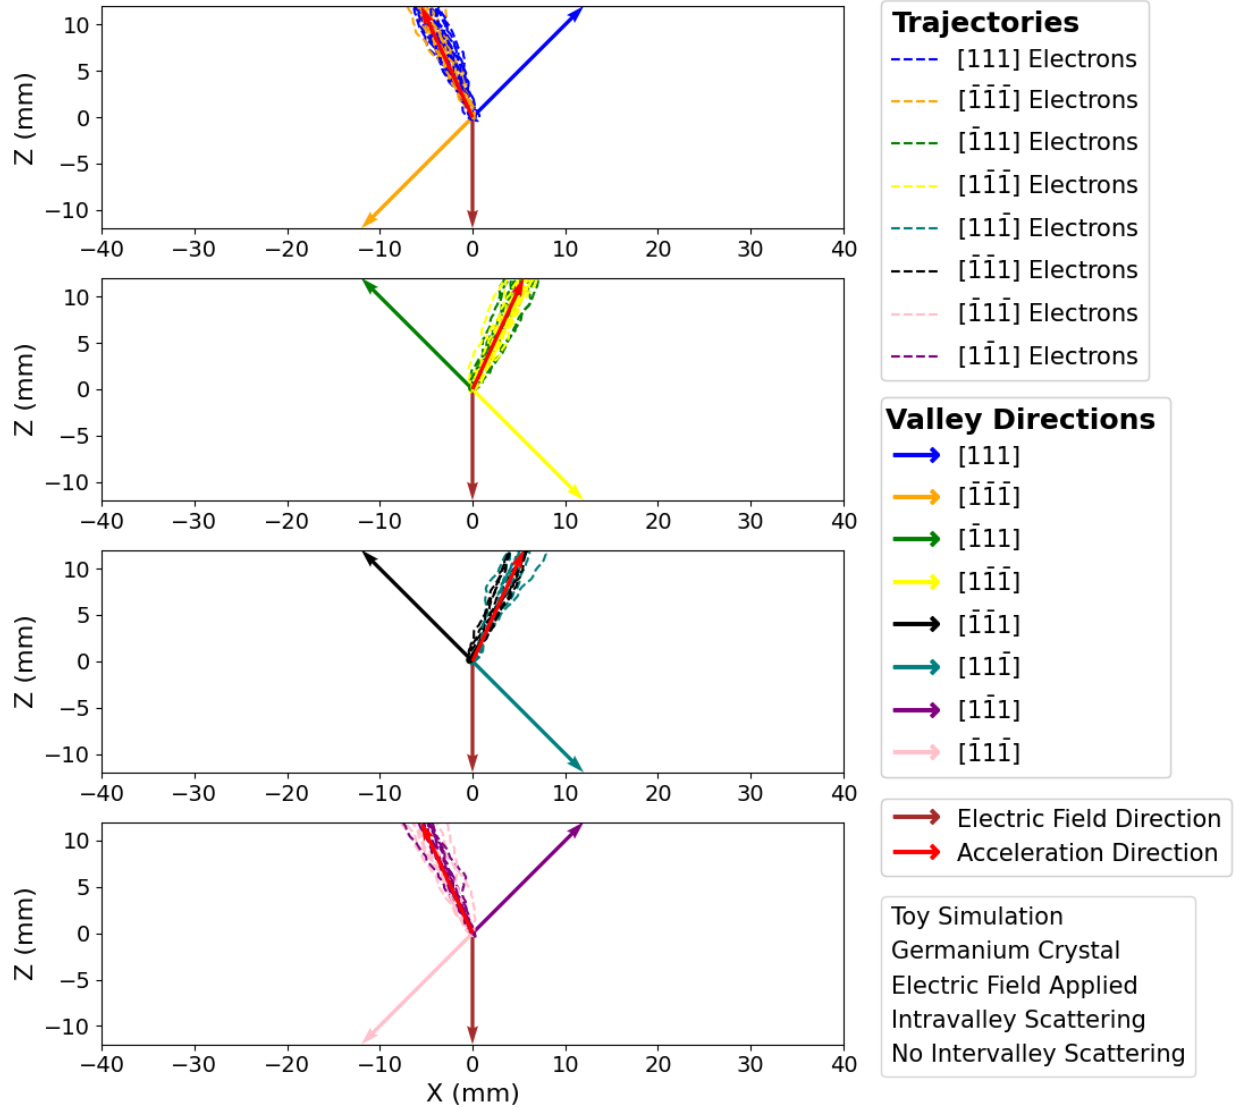 10
5
0
−5
−10
Z (mm)
−40 −30 −20 −10 0 10 20 30 40
10
5
0
−5
−10
Z (mm)
−40 −30 −20 −10 0 10 20 30 40
10
5
0
−5
−10
Z (mm)
−40 −30 −20 −10 0 10 20 30 40
10
5
0
−5
−10
Z (mm)
−40 −30 −20 −10 0 10 20 30 40
X (mm)
Trajectories
[111] Electrons
[1̄1̄1̄] Electrons
[1̄11] Electrons
[11̄1̄] Electrons
[111̄] Electrons
[1̄1̄1] Electrons
[1̄11̄] Electrons
[11̄1] Electrons
Valley Directions
[111]
[1̄1̄1̄]
[1̄11]
[11̄1̄]
[1̄1̄1]
[111̄]
[11̄1]
[1̄11̄]
Electric Field Direction
Acceleration Direction
Toy Simulation
Germanium Crystal
Electric Field Applied
Intravalley Scattering
No Intervalley Scattering